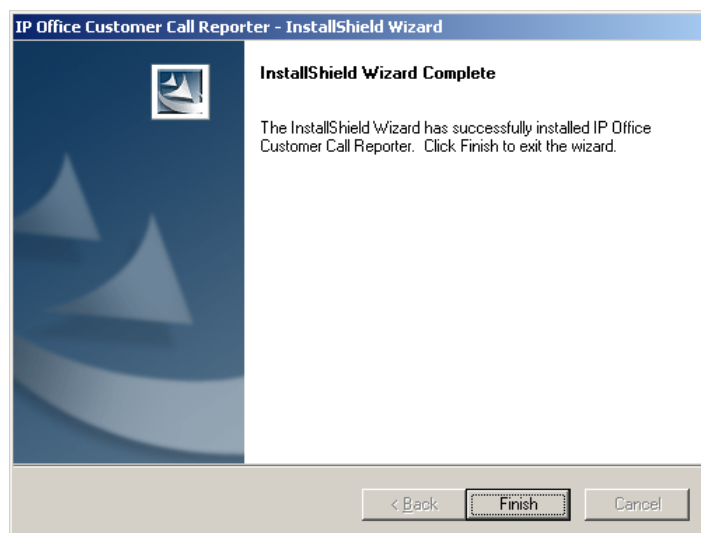 IP Office Customer Call Reporter - InstallShield Wizard
InstallShield Wizard Complete
The InstallShield Wizard has successfully installed IP Office
Customer Call Reporter. Click Finish to exit the wizard.
< Back
Finish
Cancel